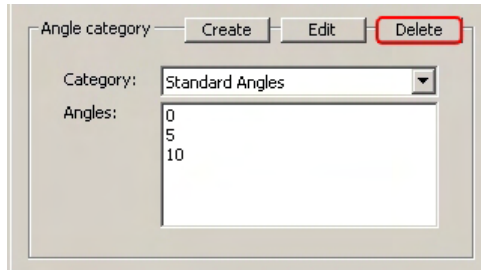 Angle category Create Edit Delete
Category: Standard Angles
Angles: 0
5
10